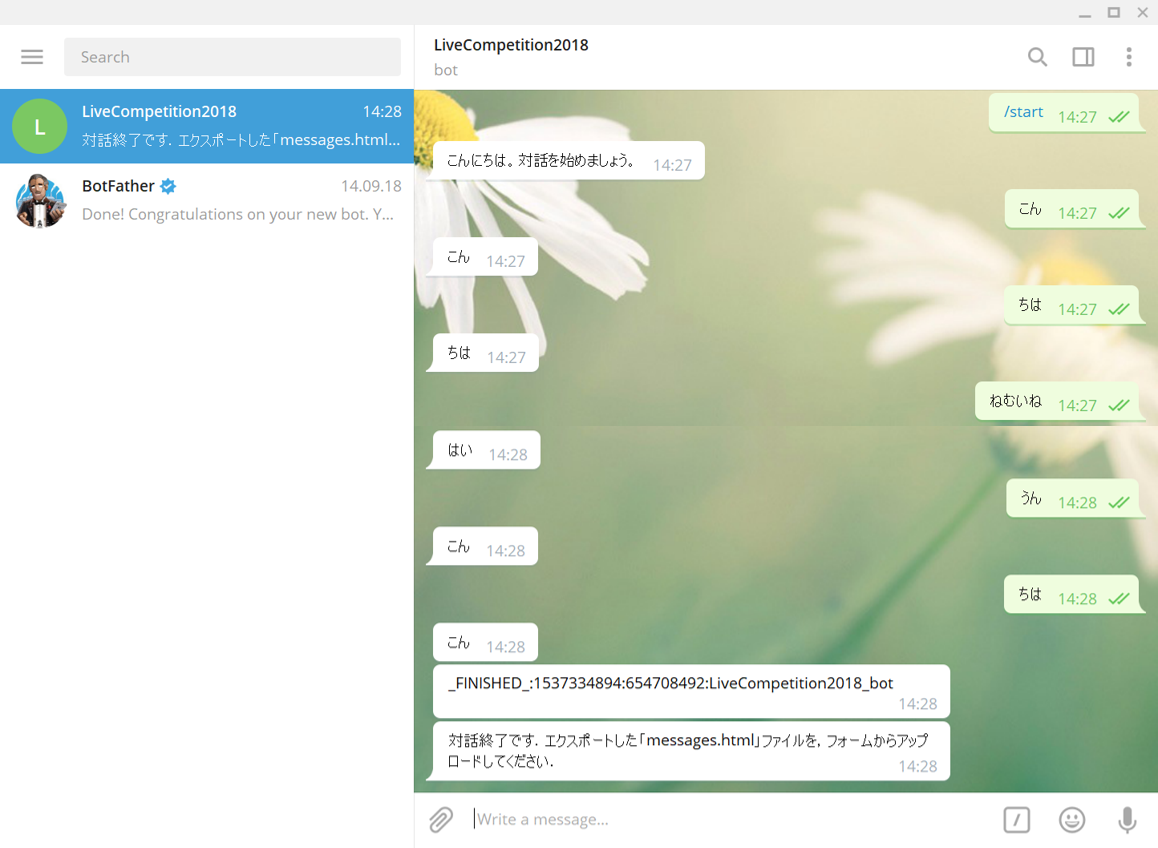 Search
LiveCompetition2018 14:28
対話終了です. エクスポートした「messages.html...
BotFather 14.09.18
Done! Congratulations on your new bot. Y...
L
LiveCompetition2018
bot
/start 14:27
こんにちは。対話を始めましょう。 14:27
こん 14:27
こん 14:27
ちは 14:27
ちは 14:27
ねむいね 14:27
はい 14:28
うん 14:28
こん 14:28
ちは 14:28
こん 14:28
_FINISHED_:1537334894:654708492:LiveCompetition2018_bot
14:28
対話終了です. エクスポートした「messages.html」ファイルを, フォームからアップ
ロードしてください.
14:28
Write a message...